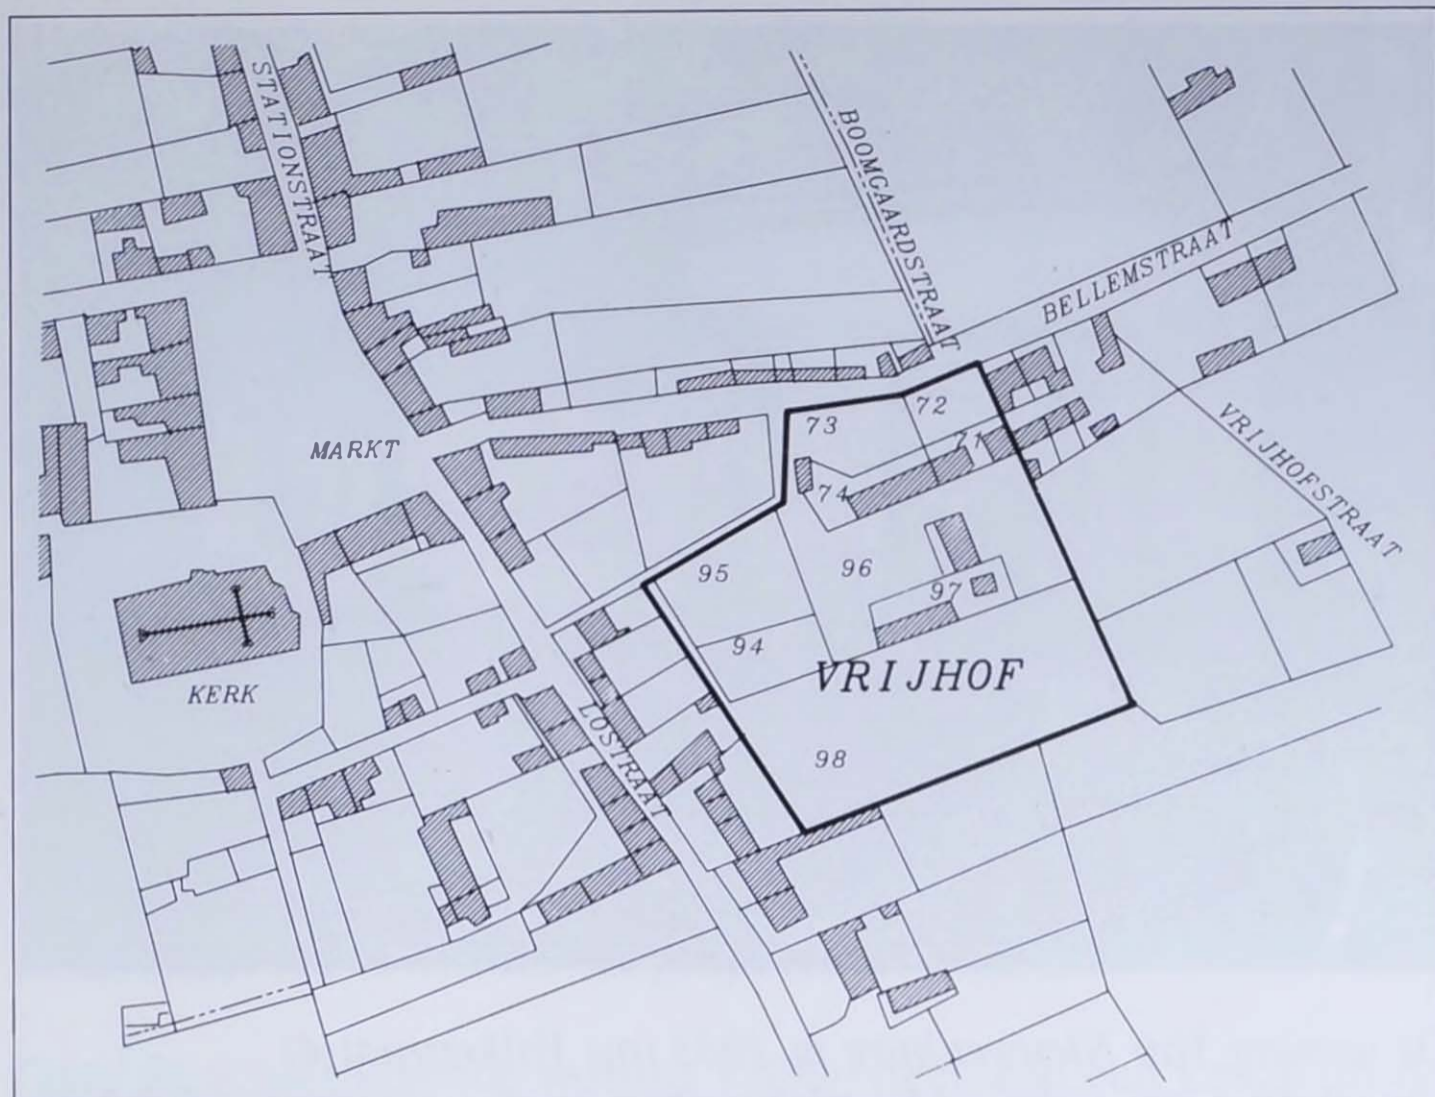 STATIONSTRAAT
BOOMGAARDSTRAAT
BELLEMSTRAAT
VRIJHOFSTRAAT
MARKT
73
72
71
74
95
96
97
94
VRIJHOF
KERK
LOSTRAAT
98